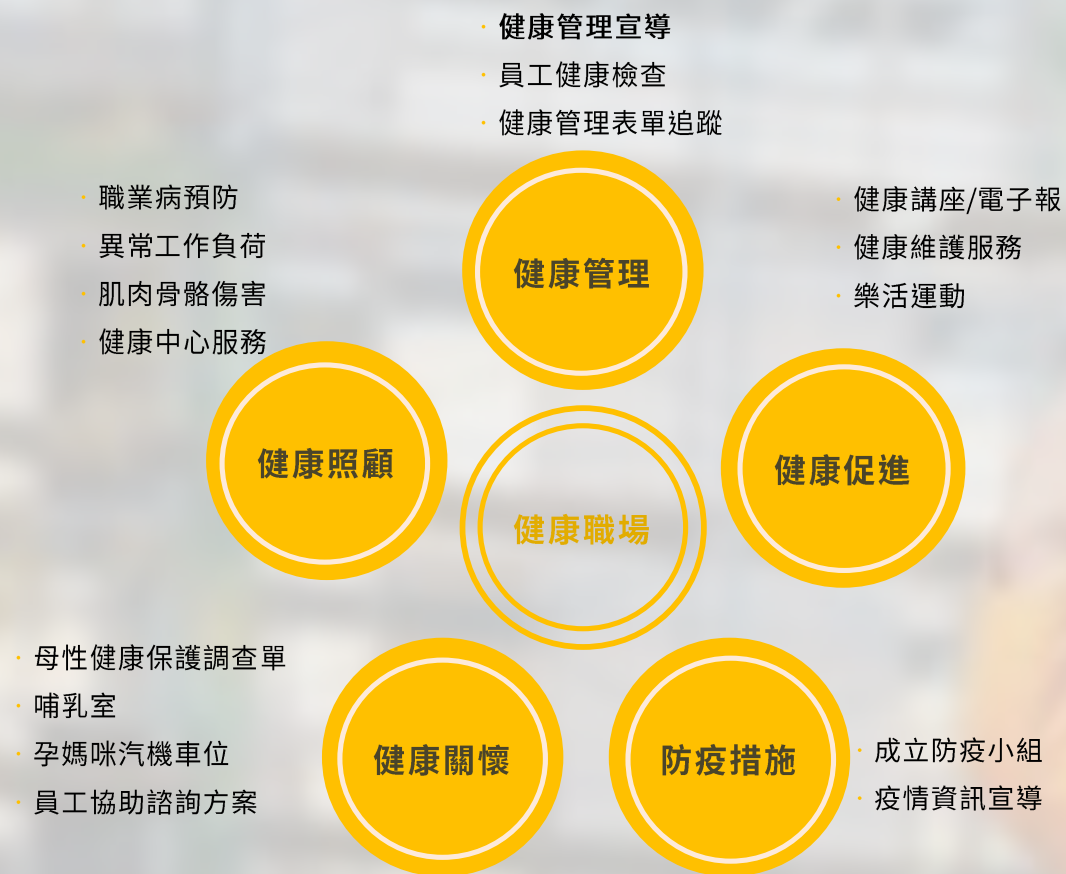 · 健康管理宣導
· 員工健康檢查
· 健康管理表單追蹤
健康管理
· 職業病預防
· 異常工作負荷
· 肌肉骨骼傷害
· 健康中心服務
健康照顧
· 健康講座/電子報
· 健康維護服務
· 樂活運動
健康促進
健康職場
· 母性健康保護調查單
· 哺乳室
· 孕媽咪汽機車位
· 員工協助諮詢方案
健康關懷
防疫措施
· 成立防疫小組
· 疫情資訊宣導